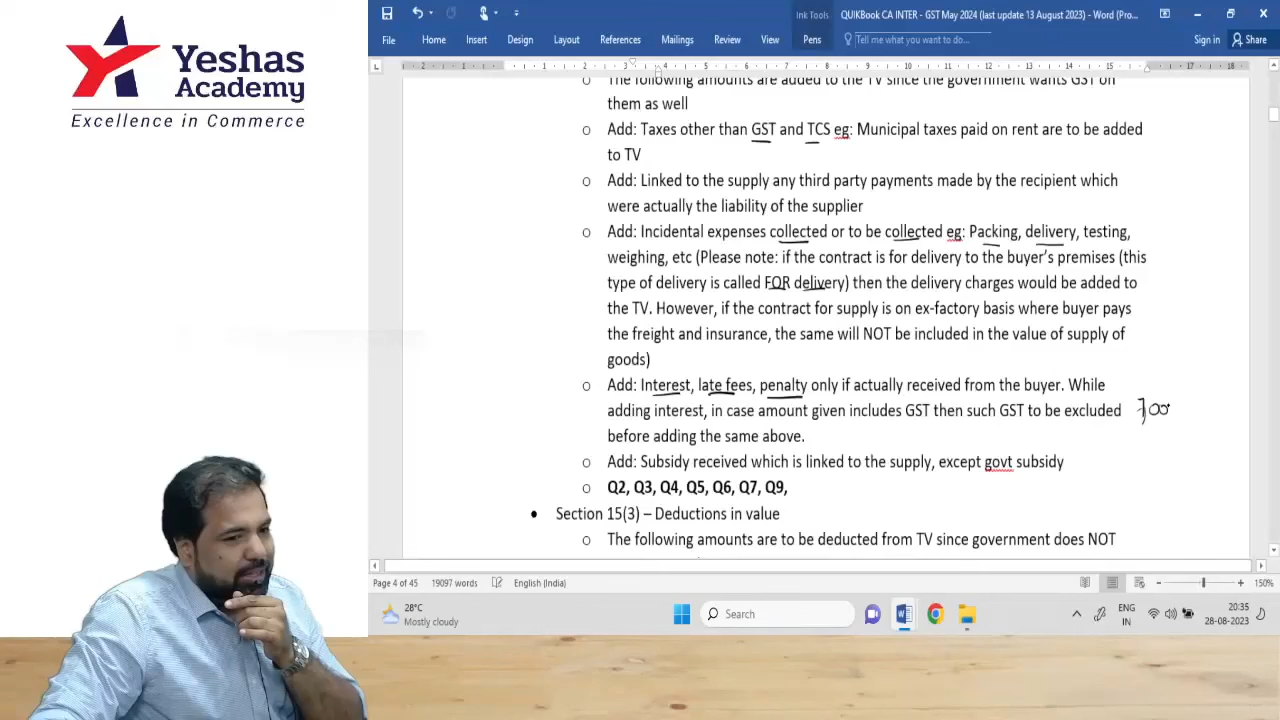 Yeshas
Academy
Excellence in Commerce
Ink Tools
QUIKBook CA INTER - GST May 2024 (last update 13 August 2023) - Word (Pro...
File Home Insert Design Layout References Mailings Review View Pens Tell me what you want to do... Sign in Share
The following amounts are added to the TV since the government wants GST on
them as well
o Add: Taxes other than GST and TCS eg: Municipal taxes paid on rent are to be added
to TV
o Add: Linked to the supply any third party payments made by the recipient which
were actually the liability of the supplier
o Add: Incidental expenses collected or to be collected eg: Packing, delivery, testing,
weighing, etc (Please note: if the contract is for delivery to the buyer's premises (this
type of delivery is called FOR delivery) then the delivery charges would be added to
the TV. However, if the contract for supply is on ex-factory basis where buyer pays
the freight and insurance, the same will NOT be included in the value of supply of
goods)
o Add: Interest, late fees, penalty only if actually received from the buyer. While
adding interest, in case amount given includes GST then such GST to be excluded
before adding the same above.
o Add: Subsidy received which is linked to the supply, except govt subsidy
o Q2, Q3, Q4, Q5, Q6, Q7, Q9,
• Section 15(3) – Deductions in value
o The following amounts are to be deducted from TV since government does NOT
Page 4 of 45 19097 words English (India) 150%
28°C
Mostly cloudy
Search
ENG
IN
20:35
28-08-2023